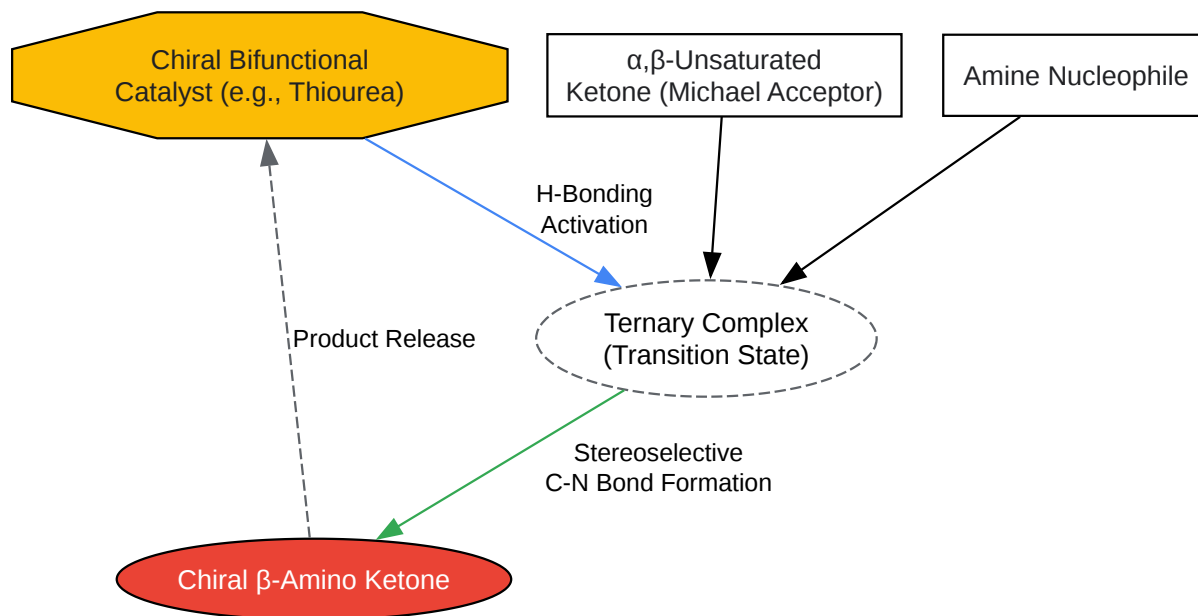 Chiral Bifunctional
Catalyst (e.g., Thiourea)
α,β-Unsaturated
Ketone (Michael Acceptor)
Amine Nucleophile
H-Bonding
Activation
Product Release
Ternary Complex
(Transition State)
Stereoselective
C-N Bond Formation
Chiral β-Amino Ketone